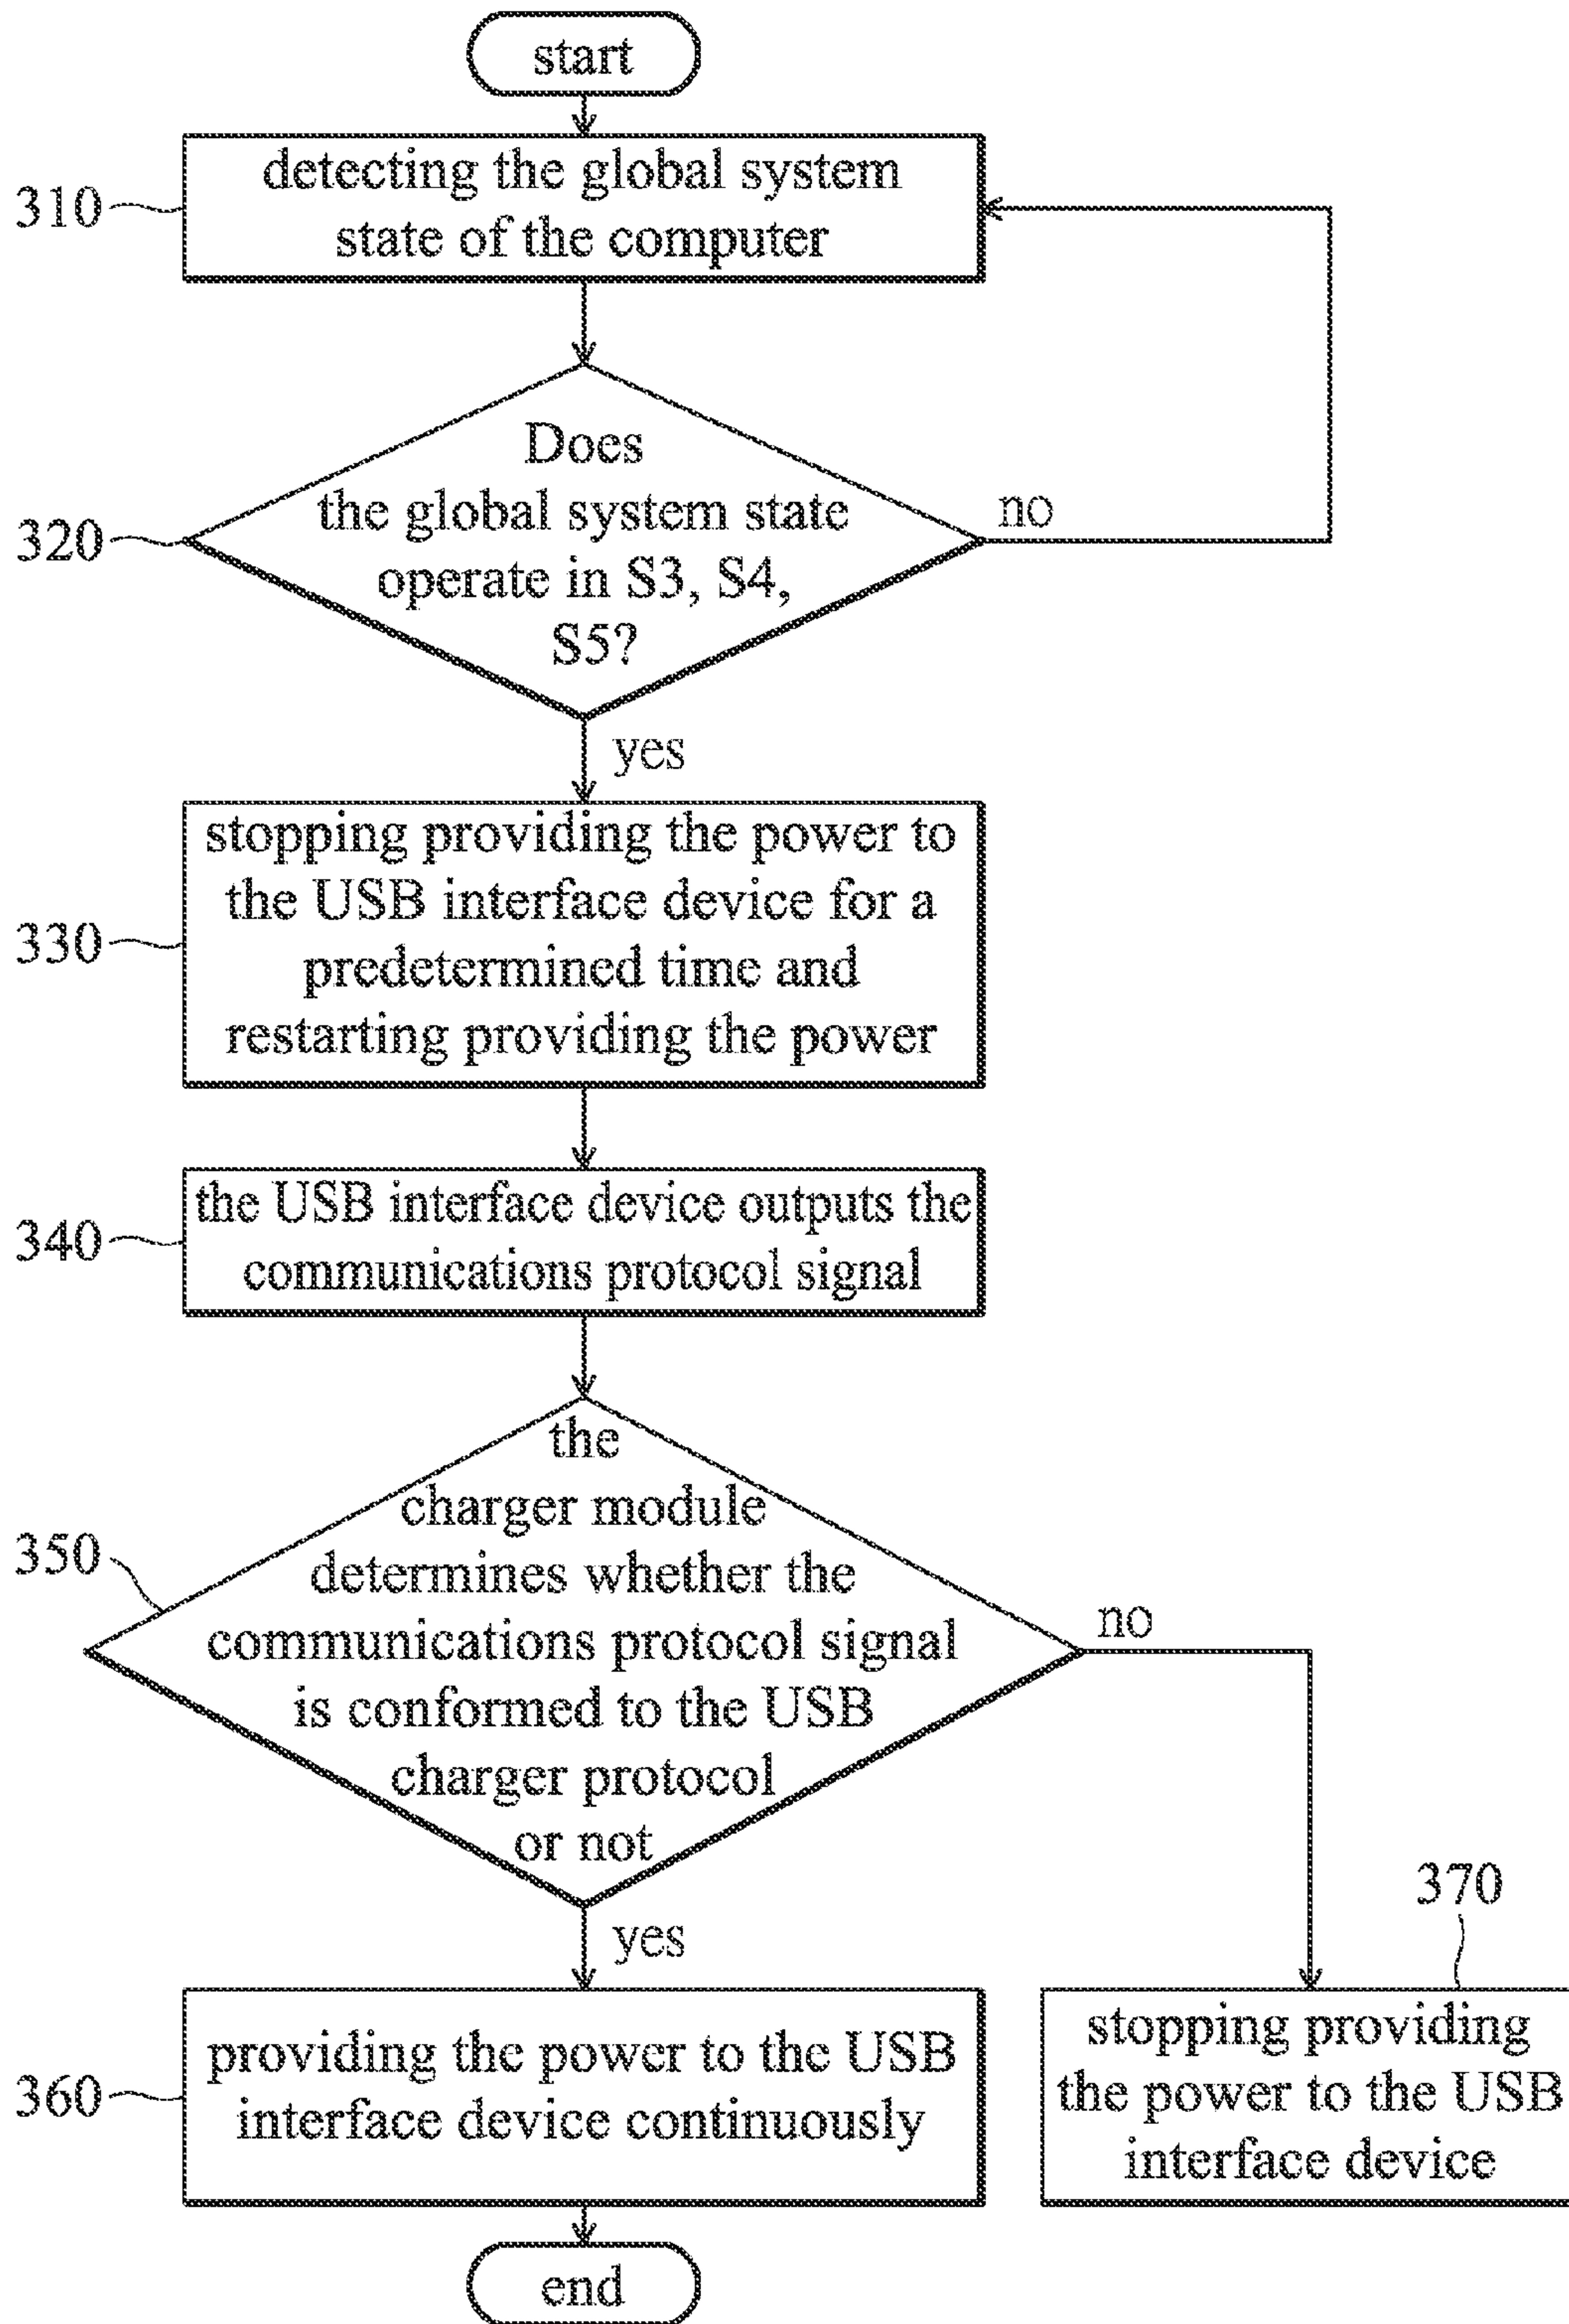 start
310
detecting the global system
state of the computer
320
Does
the global system state
operate in S3, S4,
S5?
no
yes
330
stopping providing the power to
the USB interface device for a
predetermined time and
restarting providing the power
340
the USB interface device outputs the
communications protocol signal
350
the
charger module
determines whether the
communications protocol signal
is conformed to the USB
charger protocol
or not
no
yes
370
360
providing the power to the USB
interface device continuously
stopping providing
the power to the USB
interface device
end